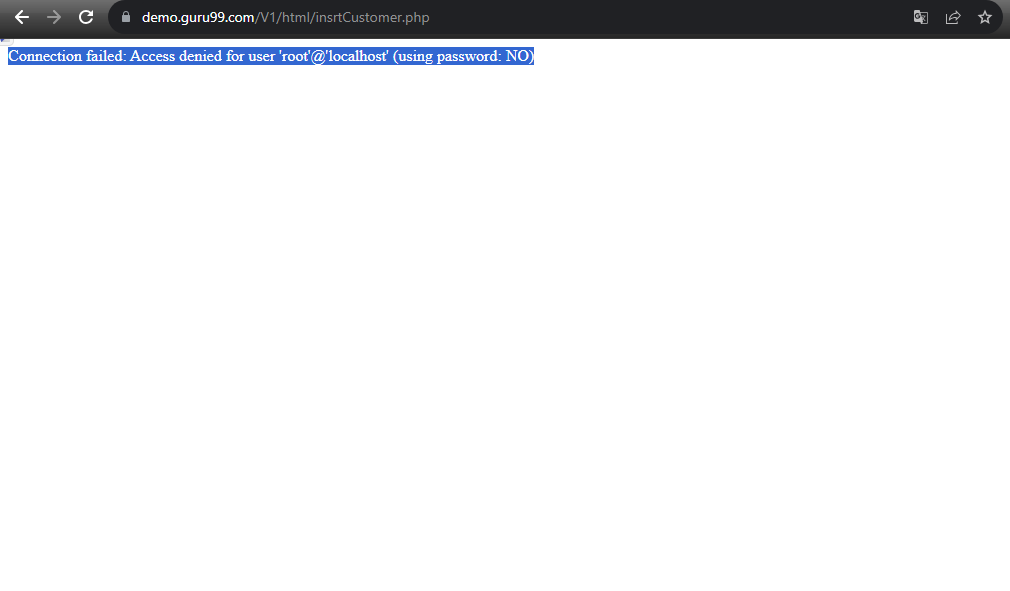 demo.guru99.com/V1/html/insrtCustomer.php
Connection failed: Access denied for user 'root'@'localhost' (using password: NO)